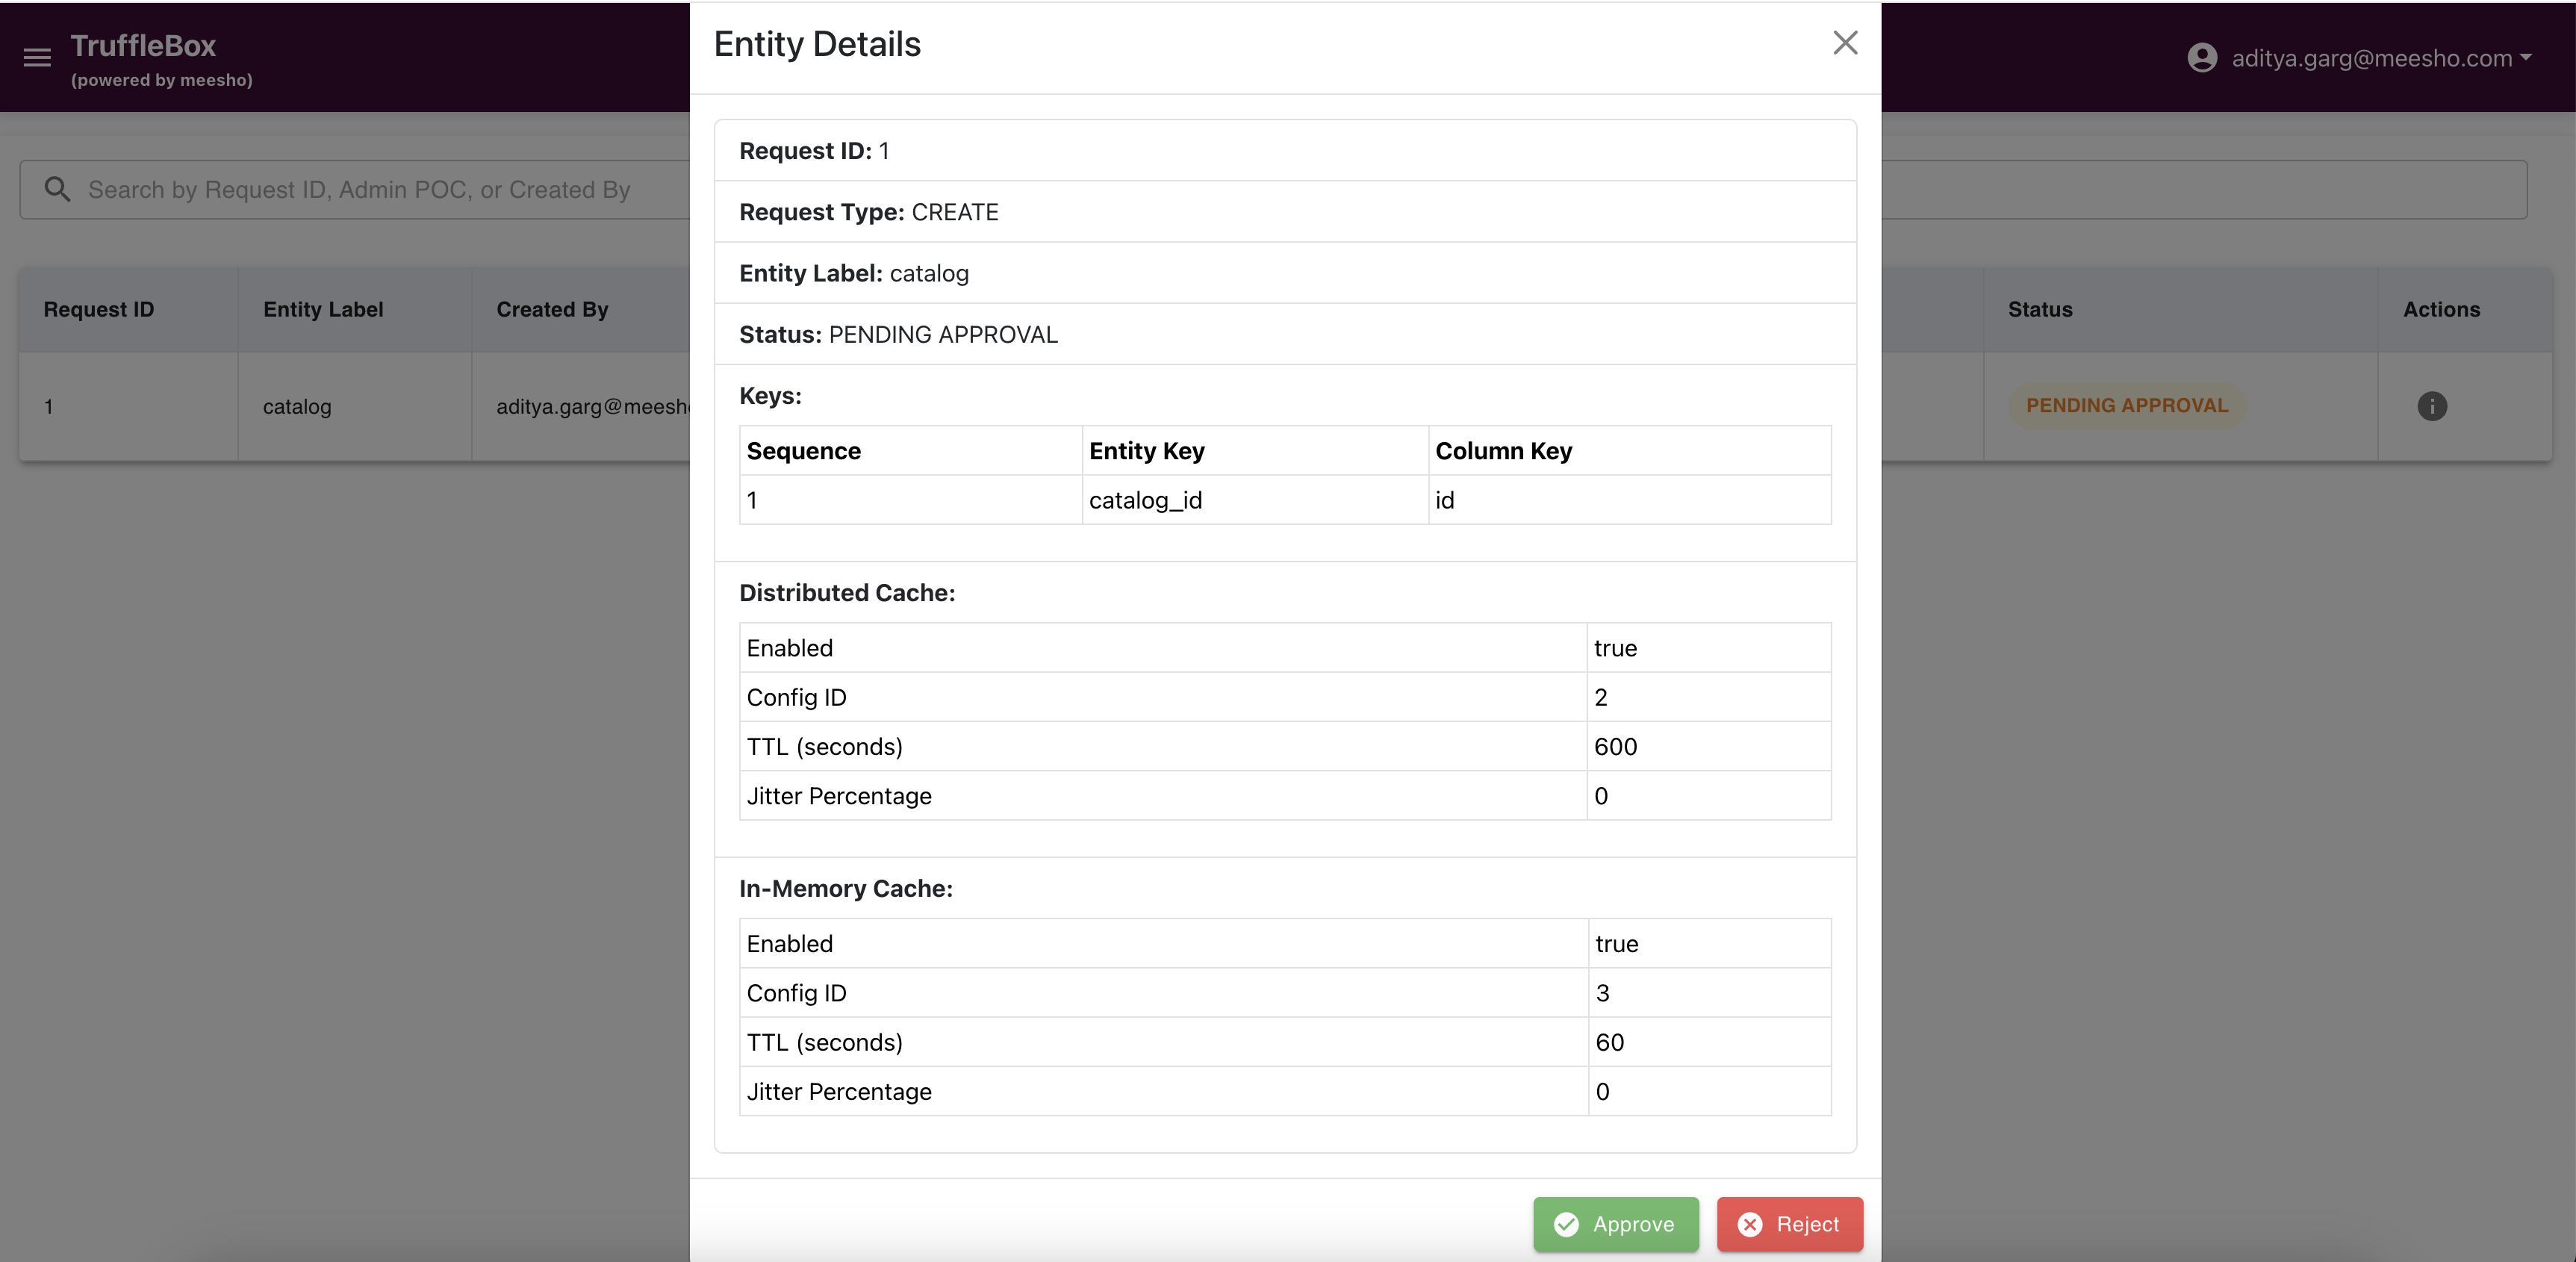 TruffleBox
(powered by meesho)
aditya.garg@meesho.com
Search by Request ID, Admin POC, or Created By
Request ID Entity Label Created By Status Actions
1 catalog aditya.garg@meesh PENDING APPROVAL
Entity Details
Request ID: 1
Request Type: CREATE
Entity Label: catalog
Status: PENDING APPROVAL
Keys:
Sequence Entity Key Column Key
1 catalog_id id
Distributed Cache:
Enabled true
Config ID 2
TTL (seconds) 600
Jitter Percentage 0
In-Memory Cache:
Enabled true
Config ID 3
TTL (seconds) 60
Jitter Percentage 0
Approve Reject